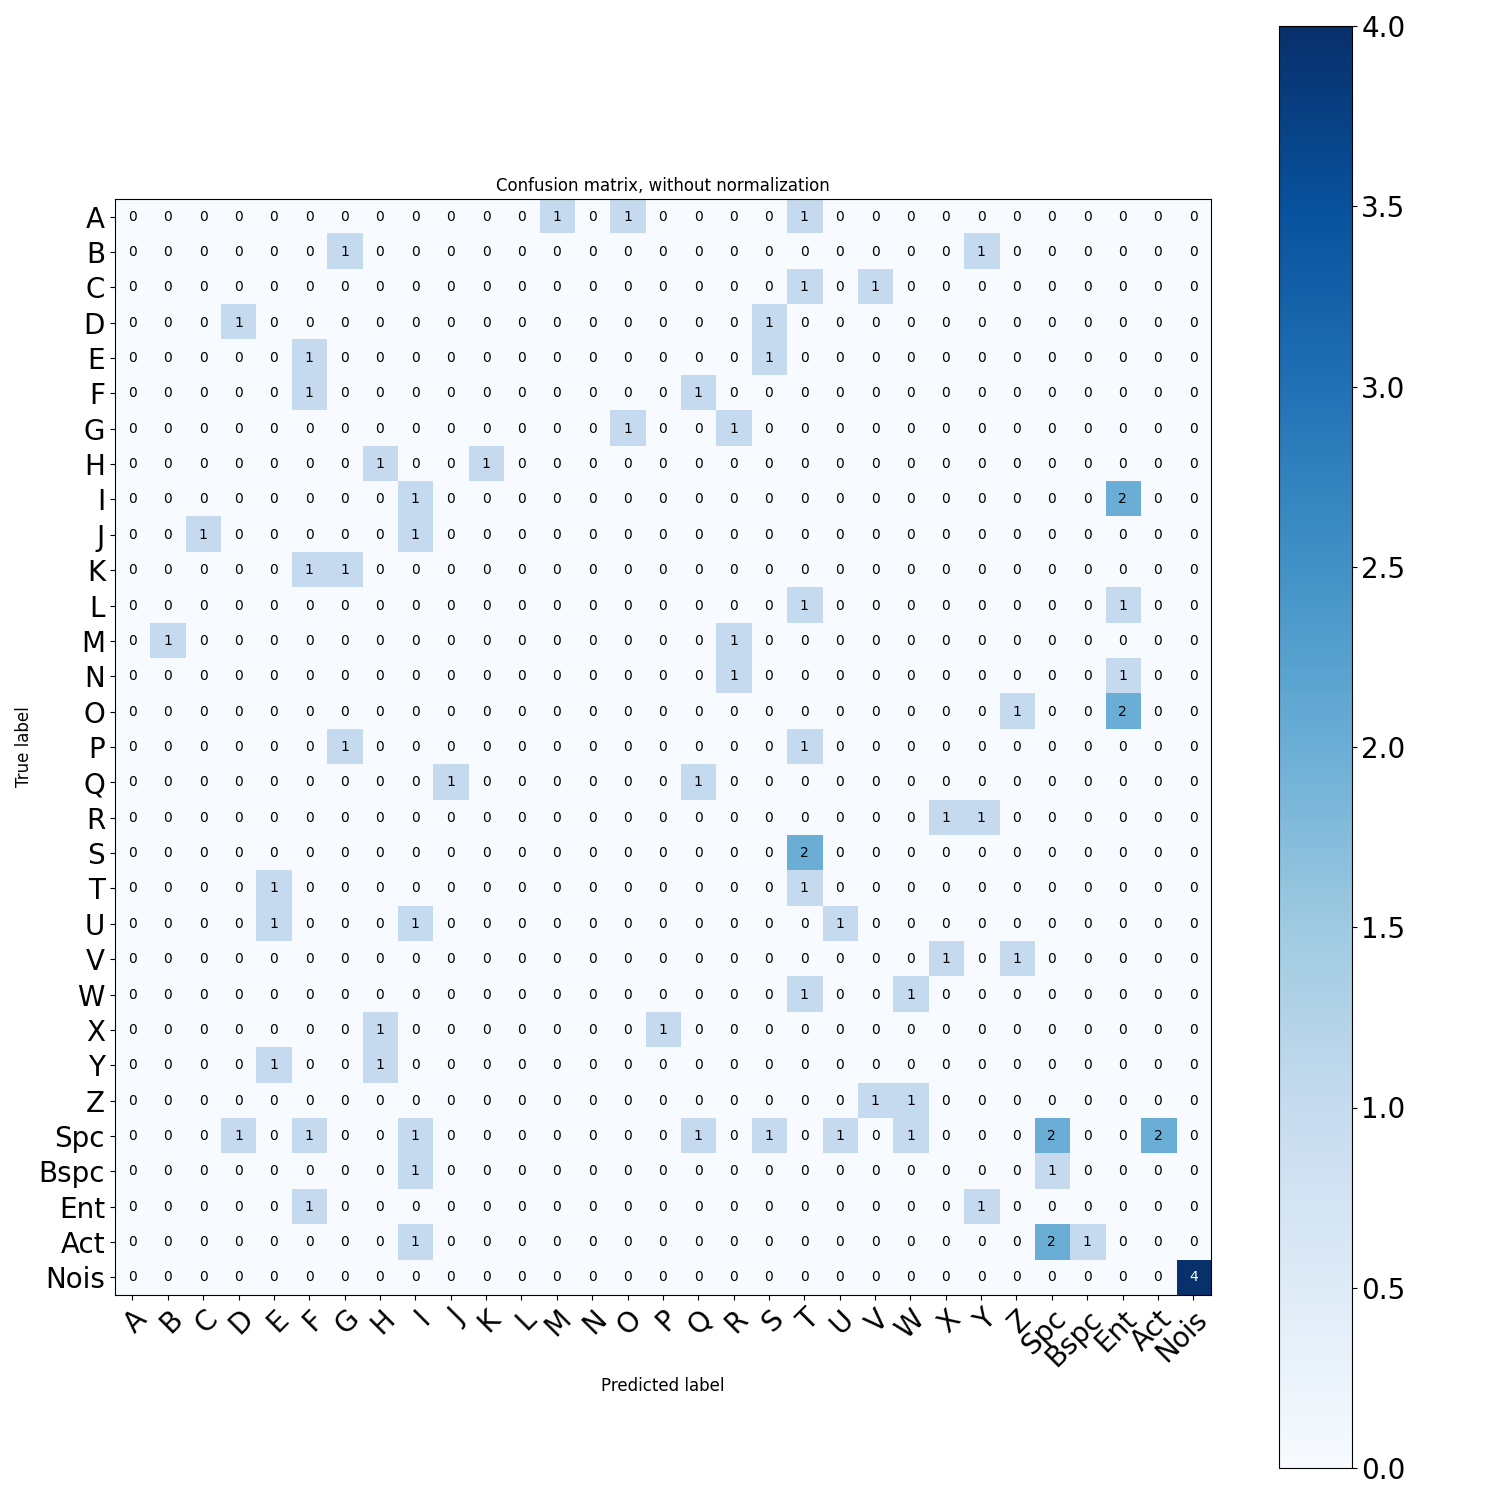 Confusion matrix, without normalization
True label
A 0 0 0 0 0 0 0 0 0 0 0 0 1 0 1 0 0 0 0 1 0 0 0 0 0 0 0 0 0 0 0
B 0 0 0 0 0 0 1 0 0 0 0 0 0 0 0 0 0 0 0 0 0 0 0 0 1 0 0 0 0 0 0
C 0 0 0 0 0 0 0 0 0 0 0 0 0 0 0 0 0 0 0 1 0 1 0 0 0 0 0 0 0 0 0
D 0 0 0 1 0 0 0 0 0 0 0 0 0 0 0 0 0 0 1 0 0 0 0 0 0 0 0 0 0 0 0
E 0 0 0 0 0 1 0 0 0 0 0 0 0 0 0 0 0 0 1 0 0 0 0 0 0 0 0 0 0 0 0
F 0 0 0 0 0 1 0 0 0 0 0 0 0 0 0 0 1 0 0 0 0 0 0 0 0 0 0 0 0 0 0
G 0 0 0 0 0 0 0 0 0 0 0 0 0 0 1 0 0 1 0 0 0 0 0 0 0 0 0 0 0 0 0
H 0 0 0 0 0 0 0 1 0 0 1 0 0 0 0 0 0 0 0 0 0 0 0 0 0 0 0 0 0 0 0
I 0 0 0 0 0 0 0 0 1 0 0 0 0 0 0 0 0 0 0 0 0 0 0 0 0 0 0 0 2 0 0
J 0 0 1 0 0 0 0 0 1 0 0 0 0 0 0 0 0 0 0 0 0 0 0 0 0 0 0 0 0 0 0
K 0 0 0 0 0 1 1 0 0 0 0 0 0 0 0 0 0 0 0 0 0 0 0 0 0 0 0 0 0 0 0
L 0 0 0 0 0 0 0 0 0 0 0 0 0 0 0 0 0 0 0 1 0 0 0 0 0 0 0 0 1 0 0
M 0 1 0 0 0 0 0 0 0 0 0 0 0 0 0 0 0 1 0 0 0 0 0 0 0 0 0 0 0 0 0
N 0 0 0 0 0 0 0 0 0 0 0 0 0 0 0 0 0 1 0 0 0 0 0 0 0 0 0 0 1 0 0
O 0 0 0 0 0 0 0 0 0 0 0 0 0 0 0 0 0 0 0 0 0 0 0 0 0 1 0 0 2 0 0
P 0 0 0 0 0 0 1 0 0 0 0 0 0 0 0 0 0 0 0 1 0 0 0 0 0 0 0 0 0 0 0
Q 0 0 0 0 0 0 0 0 0 1 0 0 0 0 0 0 1 0 0 0 0 0 0 0 0 0 0 0 0 0 0
R 0 0 0 0 0 0 0 0 0 0 0 0 0 0 0 0 0 0 0 0 0 0 0 1 1 0 0 0 0 0 0
S 0 0 0 0 0 0 0 0 0 0 0 0 0 0 0 0 0 0 0 2 0 0 0 0 0 0 0 0 0 0 0
T 0 0 0 0 1 0 0 0 0 0 0 0 0 0 0 0 0 0 0 1 0 0 0 0 0 0 0 0 0 0 0
U 0 0 0 0 1 0 0 0 1 0 0 0 0 0 0 0 0 0 0 0 1 0 0 0 0 0 0 0 0 0 0
V 0 0 0 0 0 0 0 0 0 0 0 0 0 0 0 0 0 0 0 0 0 0 0 1 0 1 0 0 0 0 0
W 0 0 0 0 0 0 0 0 0 0 0 0 0 0 0 0 0 0 0 1 0 0 1 0 0 0 0 0 0 0 0
X 0 0 0 0 0 0 0 1 0 0 0 0 0 0 0 1 0 0 0 0 0 0 0 0 0 0 0 0 0 0 0
Y 0 0 0 0 1 0 0 1 0 0 0 0 0 0 0 0 0 0 0 0 0 0 0 0 0 0 0 0 0 0 0
Z 0 0 0 0 0 0 0 0 0 0 0 0 0 0 0 0 0 0 0 0 0 1 1 0 0 0 0 0 0 0 0
Spc 0 0 0 1 0 1 0 0 1 0 0 0 0 0 0 0 1 0 1 0 1 0 1 0 0 0 2 0 0 2 0
Bspc 0 0 0 0 0 0 0 0 1 0 0 0 0 0 0 0 0 0 0 0 0 0 0 0 0 0 1 0 0 0 0
Ent 0 0 0 0 0 1 0 0 0 0 0 0 0 0 0 0 0 0 0 0 0 0 0 0 1 0 0 0 0 0 0
Act 0 0 0 0 0 0 0 0 1 0 0 0 0 0 0 0 0 0 0 0 0 0 0 0 0 0 2 1 0 0 0
Nois 0 0 0 0 0 0 0 0 0 0 0 0 0 0 0 0 0 0 0 0 0 0 0 0 0 0 0 0 0 0 4
A B C D E F G H I J K L M N O P Q R S T U V W X Y Z Spc Bspc Ent Act Nois
Predicted label
4.0
3.5
3.0
2.5
2.0
1.5
1.0
0.5
0.0